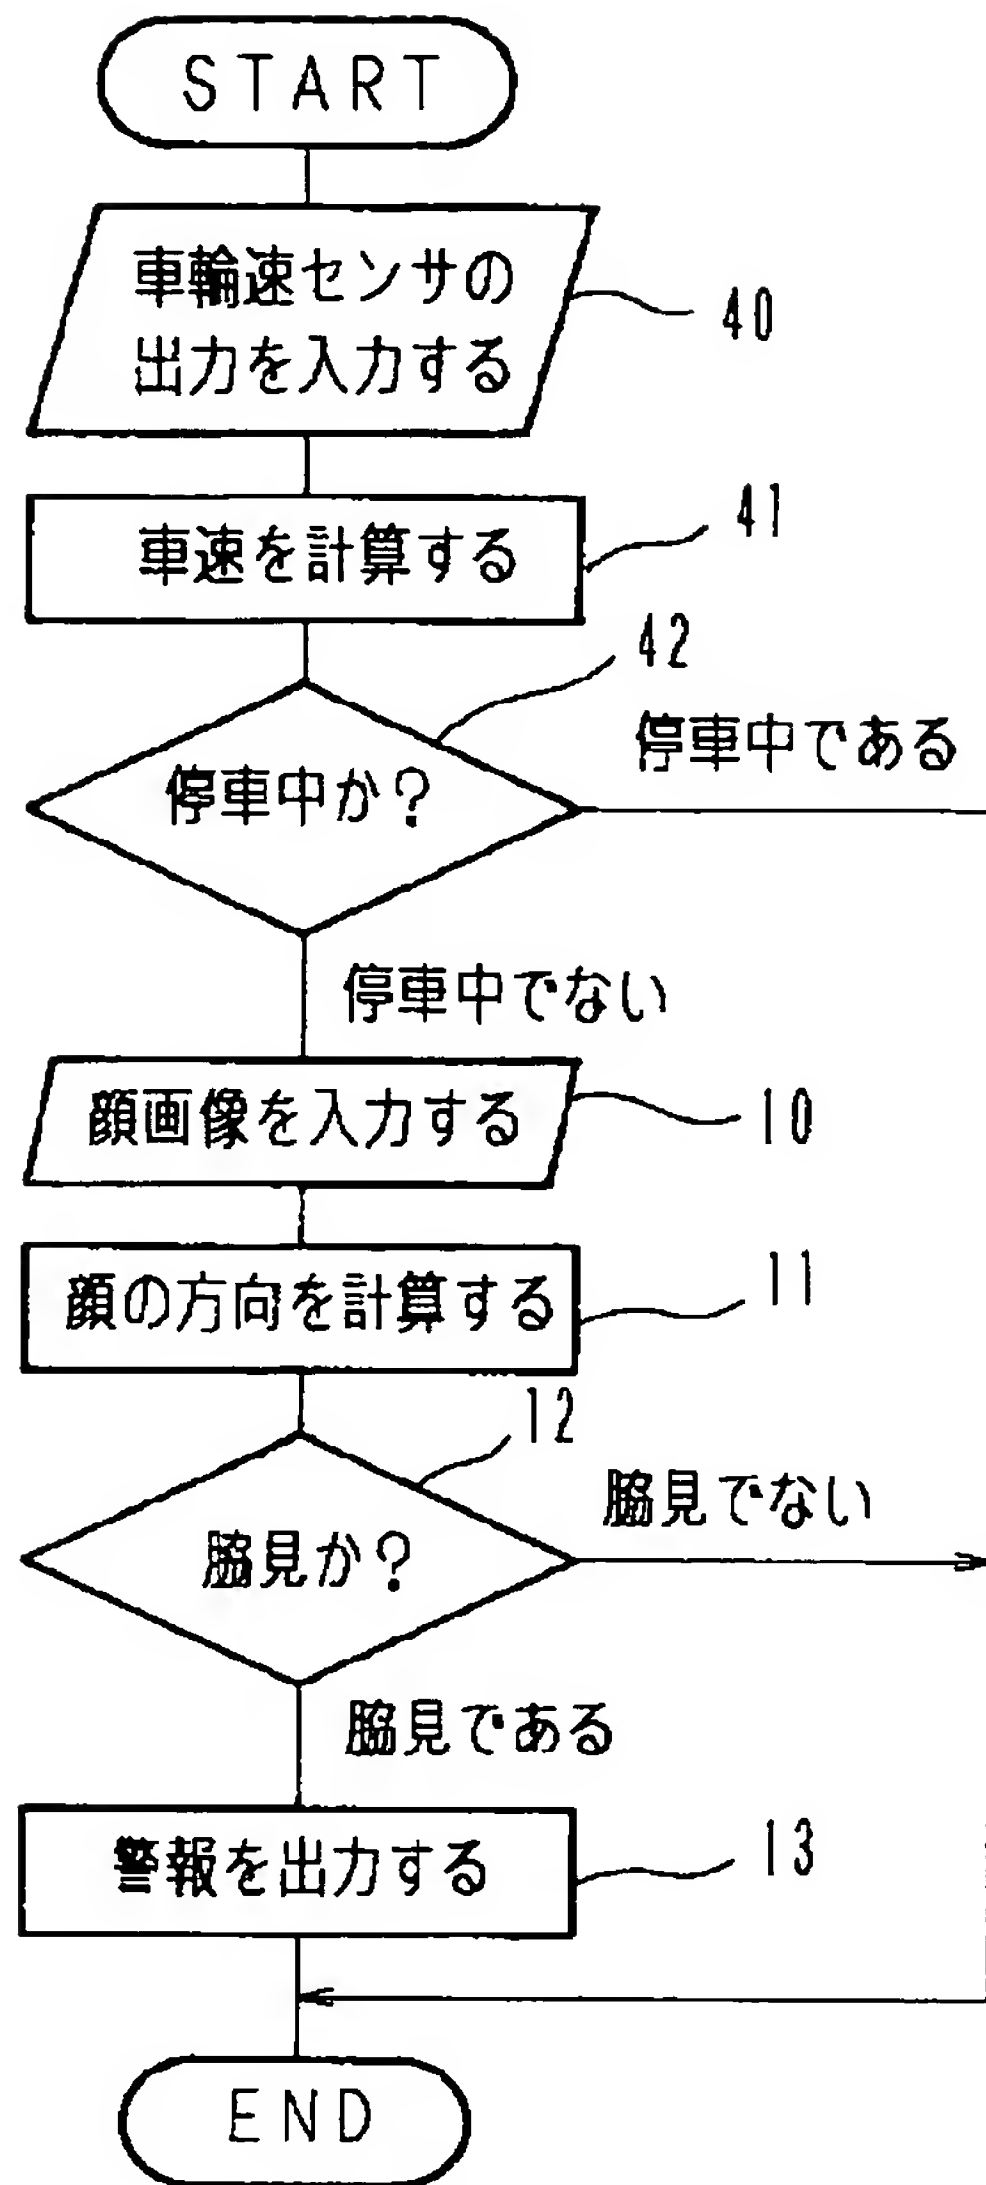 START
車輪速センサの
出力を入力する
40
車速を計算する
41
42
停車中である
停車中か?
停車中でない
顔画像を入力する
10
顔の方向を計算する
11
12
脇見でない
脇見か?
脇見である
警報を出力する
13
END